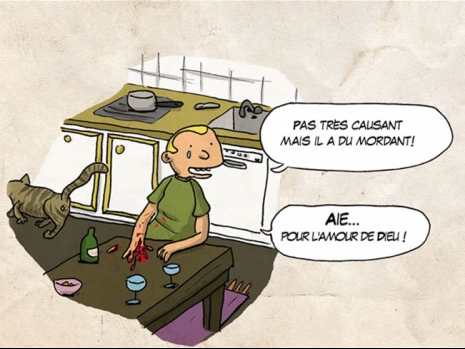 PAS TRÈS CAUSANT
MAIS IL A DU MORDANT!
AIE...
POUR L'AMOUR DE DIEU !